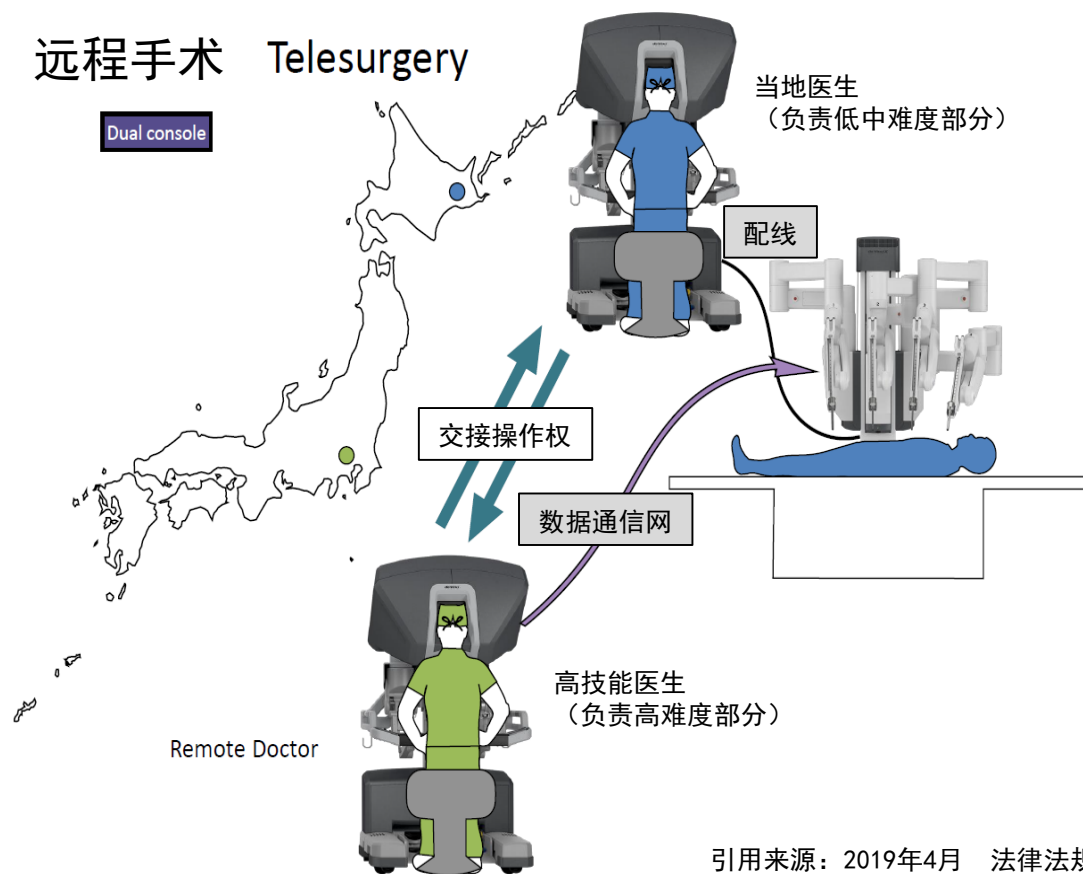 远程手术 Telesurgery
Dual console
当地医生
（负责低中难度部分）
配线
交接操作权
数据通信网
高技能医生
（负责高难度部分）
Remote Doctor
引用来源：2019年4月 法律法规